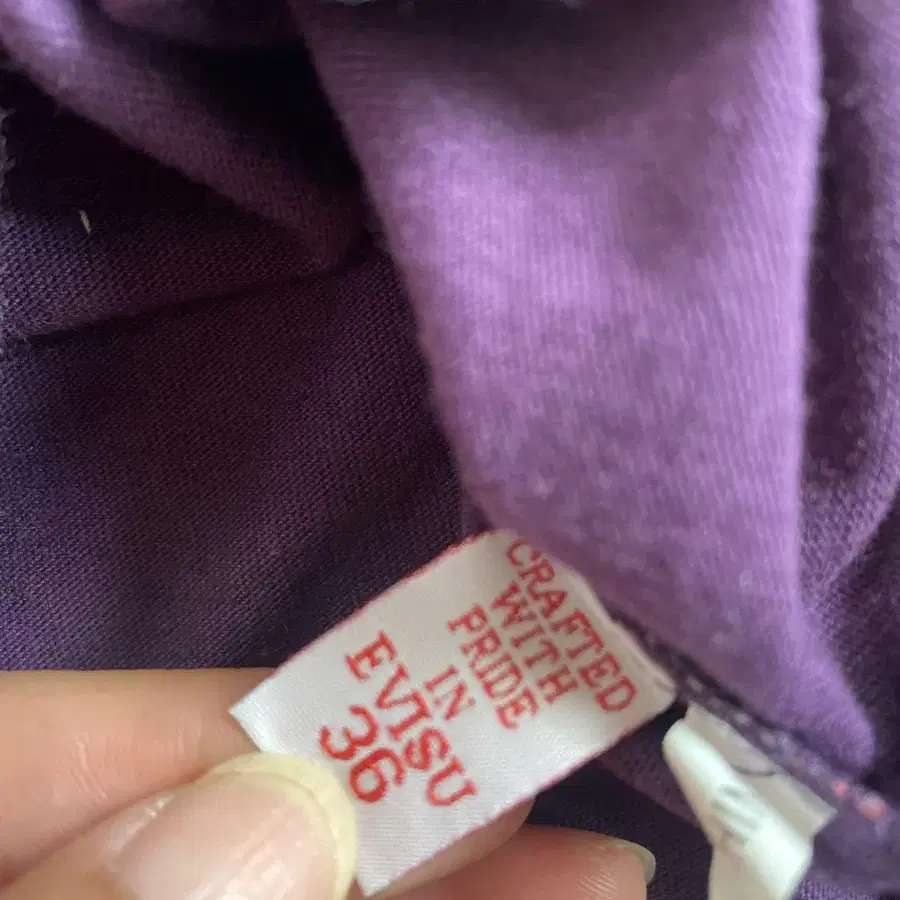 CRAFTED
WITH
PRIDE
IN
EVISU
36